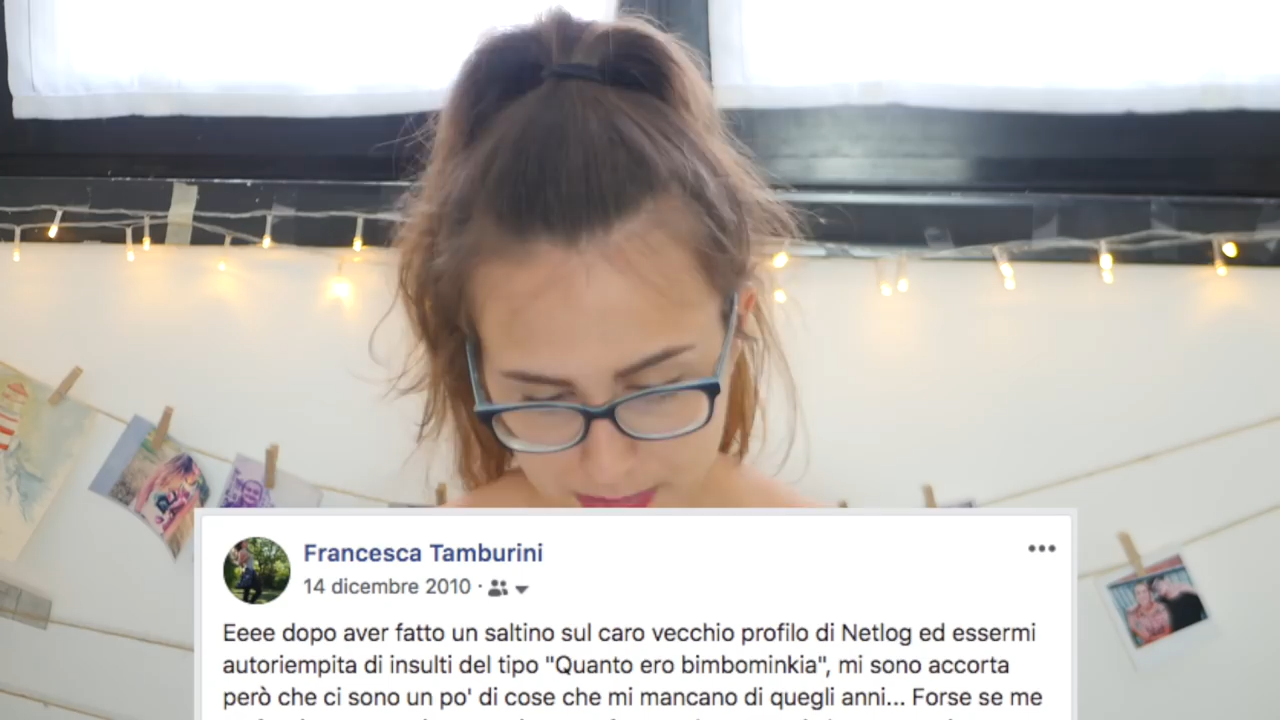 Francesca Tamburini
14 dicembre 2010 ·
Eeee dopo aver fatto un saltino sul caro vecchio profilo di Netlog ed essermi
autoriempita di insulti del tipo "Quanto ero bimbominkia", mi sono accorta
però che ci sono un po' di cose che mi mancano di quegli anni... Forse se me